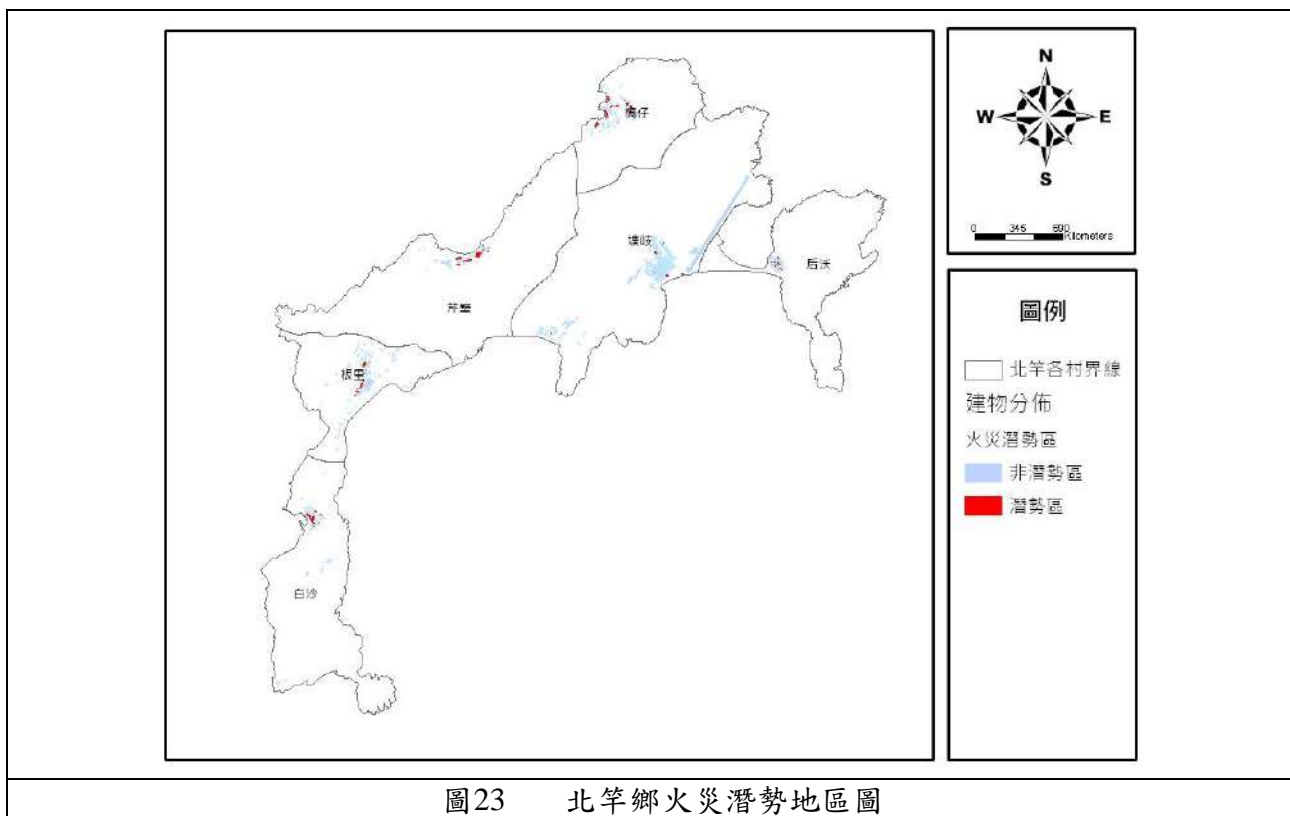 N
W
E
S
0 345 690
Kilometers
橋仔
塘岐
后沃
芹壁
板里
白沙
圖例
北竿各村界線
建物分佈
火災潛勢區
非潛勢區
潛勢區
圖23 北竿鄉火災潛勢地區圖